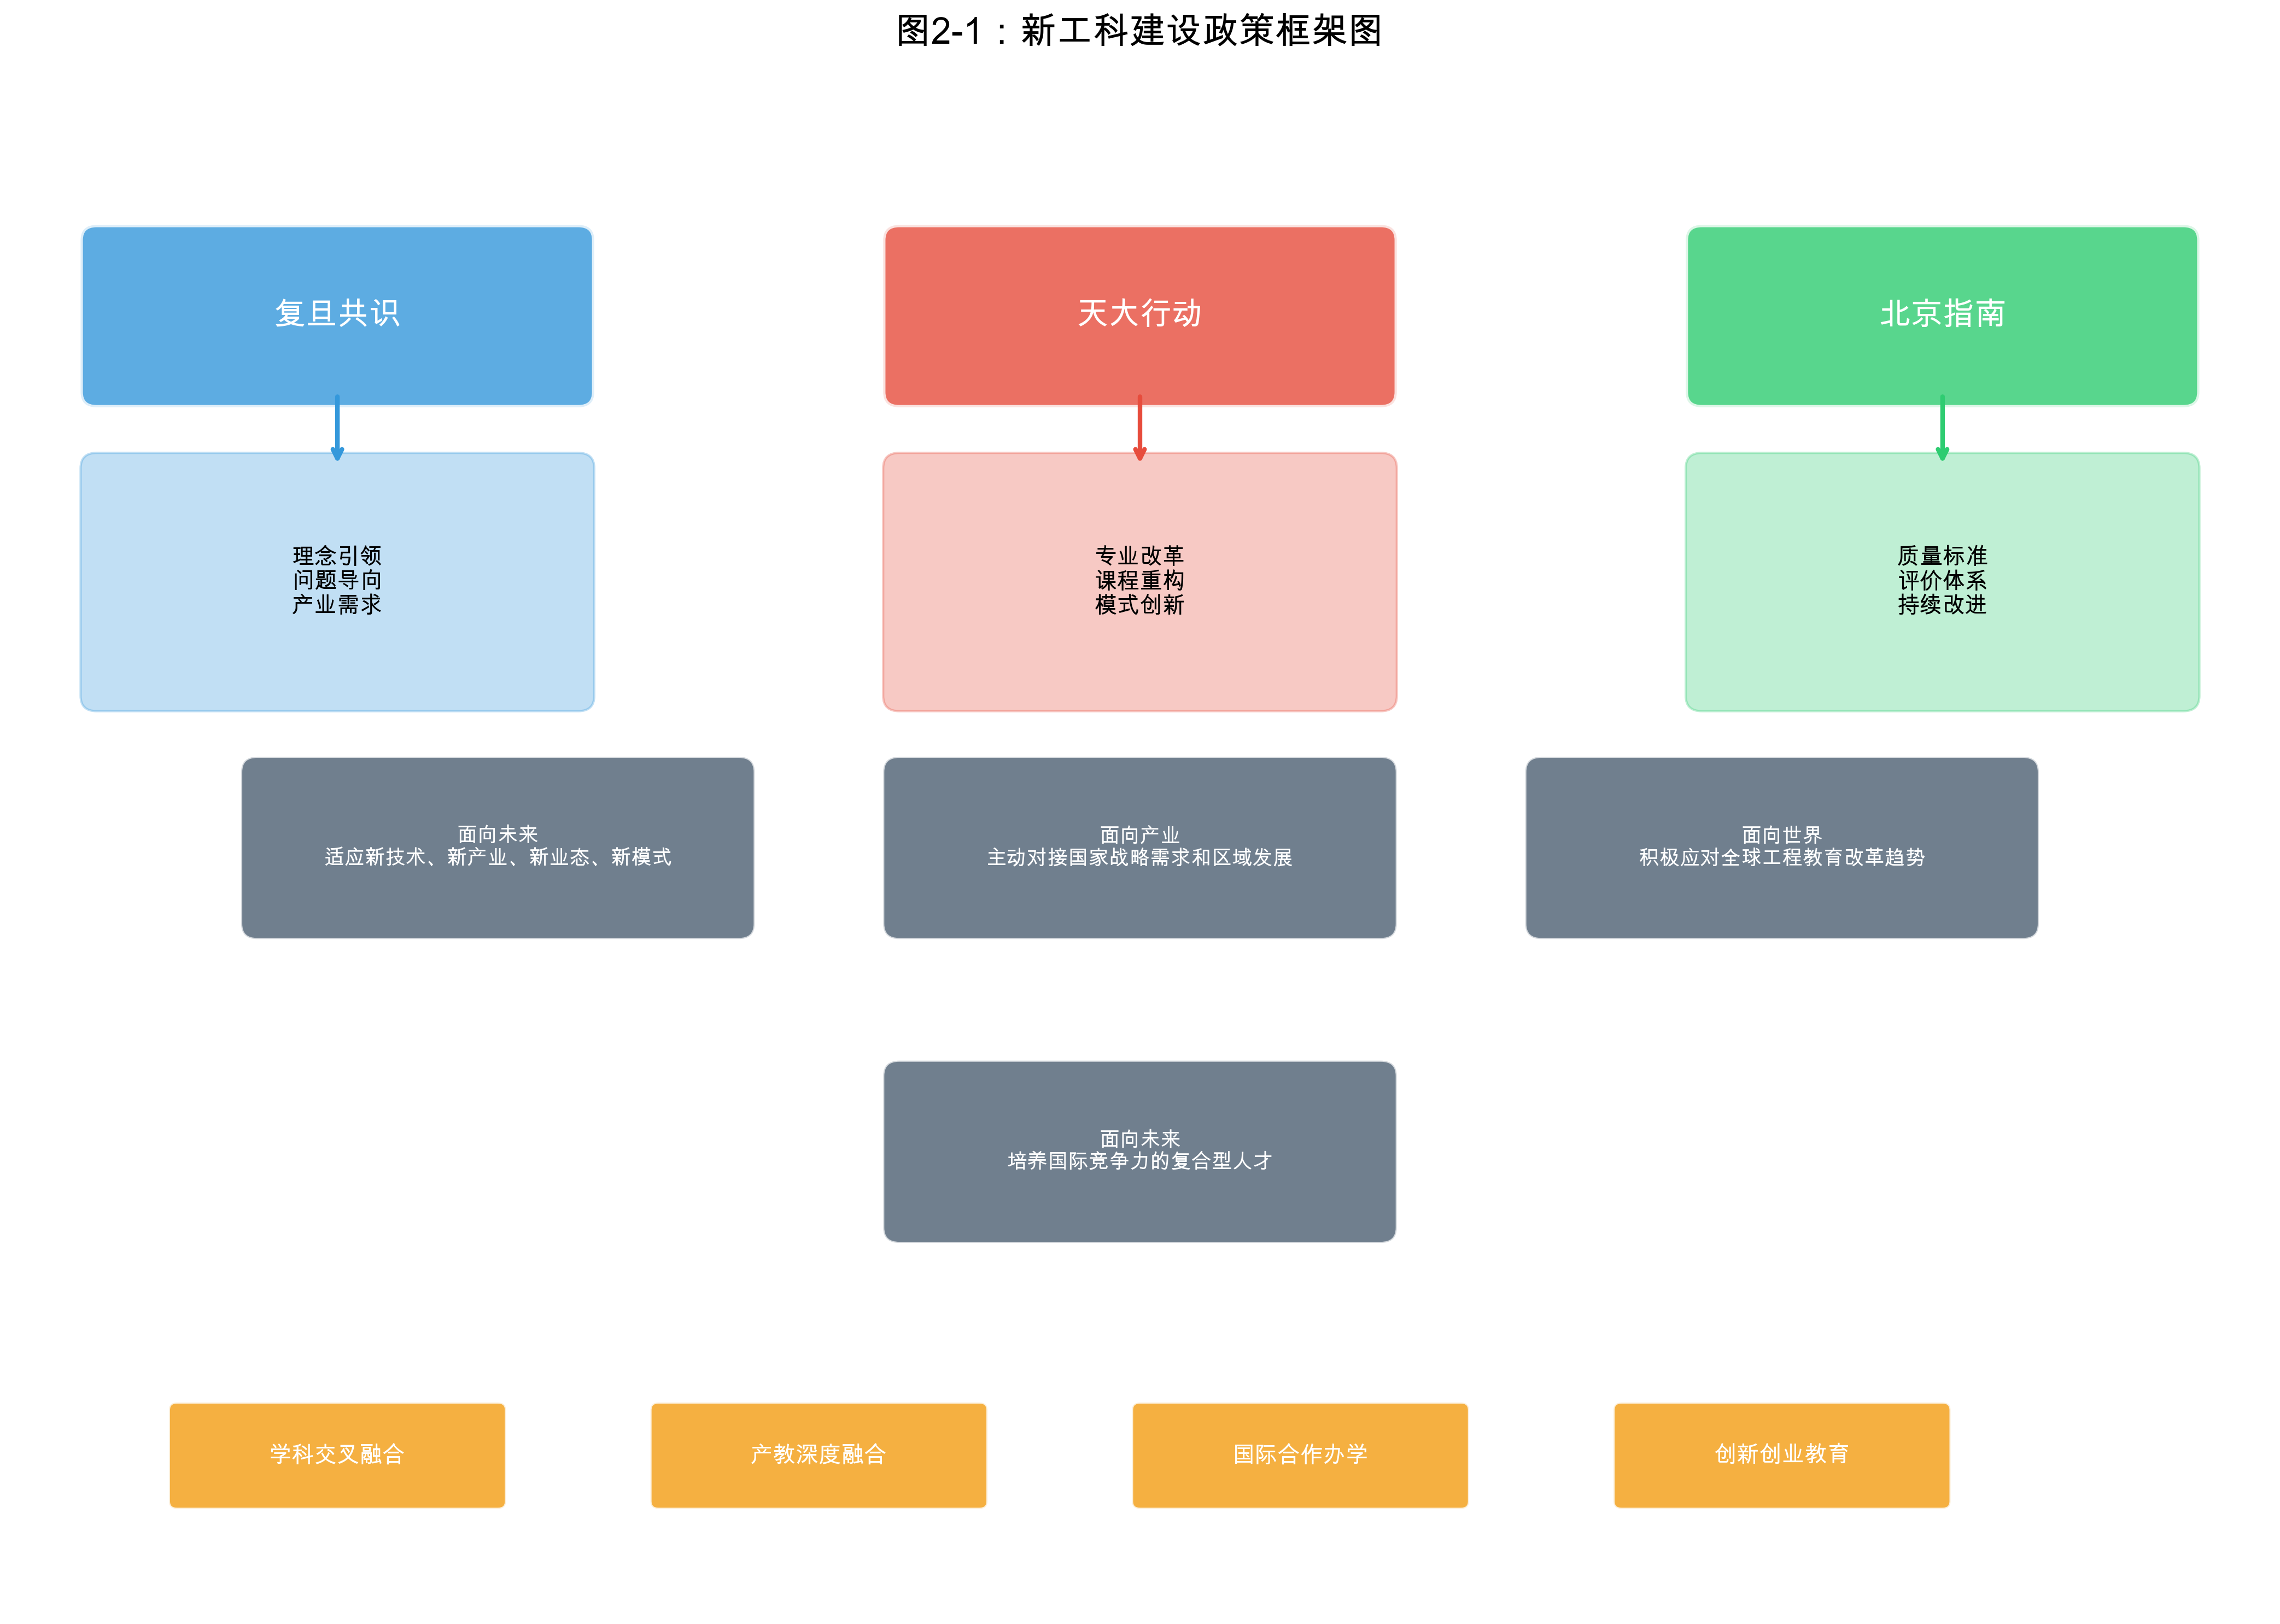 图2-1：新工科建设政策框架图
复旦共识
天大行动
北京指南
理念引领
问题导向
产业需求
专业改革
课程重构
模式创新
质量标准
评价体系
持续改进
面向未来
适应新技术、新产业、新业态、新模式
面向产业
主动对接国家战略需求和区域发展
面向世界
积极应对全球工程教育改革趋势
面向未来
培养国际竞争力的复合型人才
学科交叉融合
产教深度融合
国际合作办学
创新创业教育